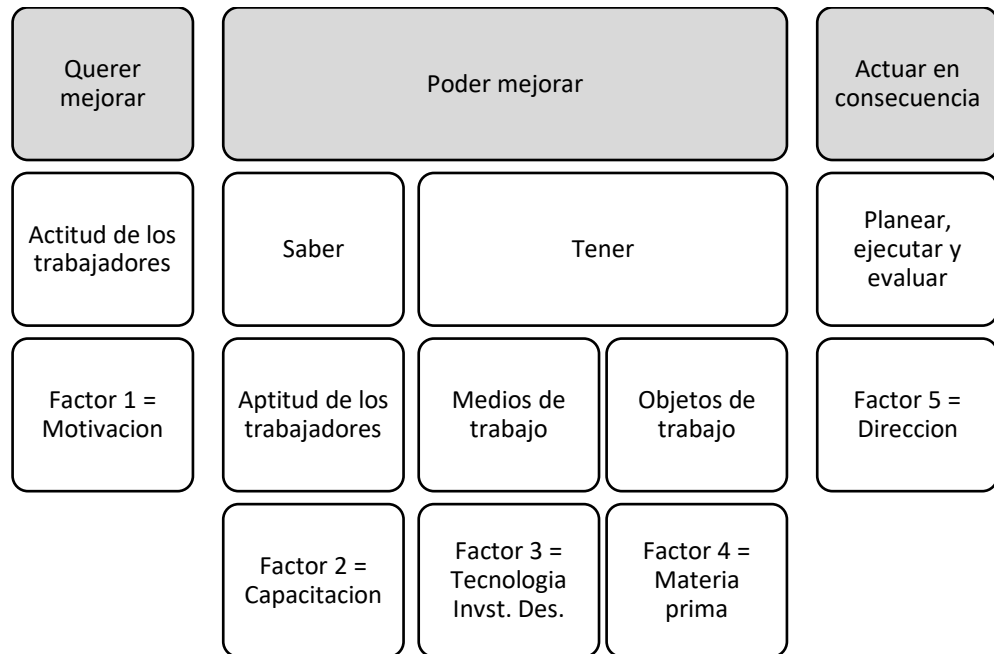 Querer
mejorar
Poder mejorar
Actuar en
consecuencia
Actitud de los
trabajadores
Saber
Tener
Planear,
ejecutar y
evaluar
Factor 1 =
Motivacion
Aptitud de los
trabajadores
Medios de
trabajo
Objetos de
trabajo
Factor 5 =
Direccion
Factor 2 =
Capacitacion
Factor 3 =
Tecnologia
Invst. Des.
Factor 4 =
Materia
prima